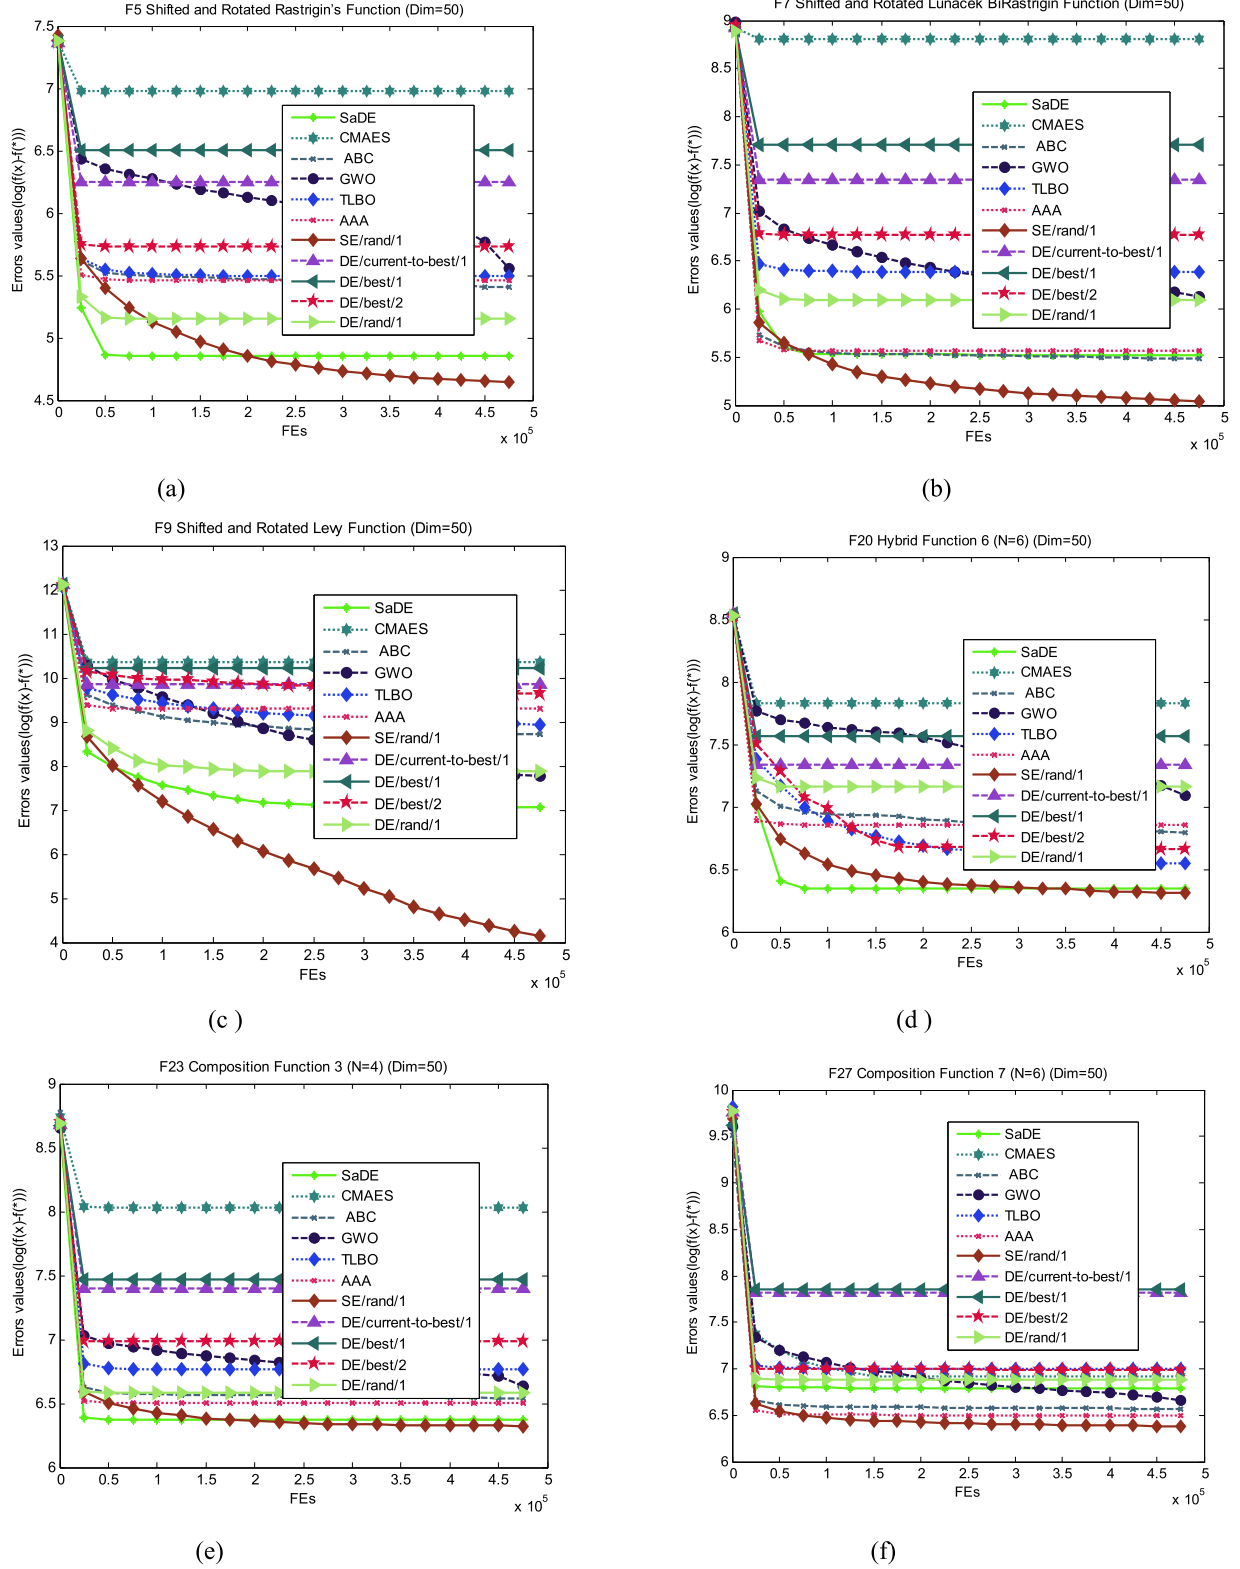 F5 Shifted and Rotated Rastrigin's Function (Dim=50)
Errors values(log(f(x)-f(*)))
7.5
7
6.5
6
5.5
5
4.5
0 0.5 1 1.5 2 2.5 3 3.5 4 4.5 5
FEs
x 10^5
SaDE
CMAES
ABC
GWO
TLBO
AAA
SE/rand/1
DE/current-to-best/1
DE/best/1
DE/best/2
DE/rand/1
(a)
F7 Shifted and Rotated Lunacek BiRastrigin Function (Dim=50)
Errors values(log(f(x)-f(*)))
9
8.5
8
7.5
7
6.5
6
5.5
5
0 0.5 1 1.5 2 2.5 3 3.5 4 4.5 5
FEs
x 10^5
SaDE
CMAES
ABC
GWO
TLBO
AAA
SE/rand/1
DE/current-to-best/1
DE/best/1
DE/best/2
DE/rand/1
(b)
F9 Shifted and Rotated Levy Function (Dim=50)
Errors values(log(f(x)-f(*)))
13
12
11
10
9
8
7
6
5
4
0 0.5 1 1.5 2 2.5 3 3.5 4 4.5 5
FEs
x 10^5
SaDE
CMAES
ABC
GWO
TLBO
AAA
SE/rand/1
DE/current-to-best/1
DE/best/1
DE/best/2
DE/rand/1
(c )
F20 Hybrid Function 6 (N=6) (Dim=50)
Errors values(log(f(x)-f(*)))
9
8.5
8
7.5
7
6.5
6
0 0.5 1 1.5 2 2.5 3 3.5 4 4.5 5
FEs
x 10^5
SaDE
CMAES
ABC
GWO
TLBO
AAA
SE/rand/1
DE/current-to-best/1
DE/best/1
DE/best/2
DE/rand/1
(d )
F23 Composition Function 3 (N=4) (Dim=50)
Errors values(log(f(x)-f(*)))
9
8.5
8
7.5
7
6.5
6
0 0.5 1 1.5 2 2.5 3 3.5 4 4.5 5
FEs
x 10^5
SaDE
CMAES
ABC
GWO
TLBO
AAA
SE/rand/1
DE/current-to-best/1
DE/best/1
DE/best/2
DE/rand/1
(e)
F27 Composition Function 7 (N=6) (Dim=50)
Errors values(log(f(x)-f(*)))
10
9.5
9
8.5
8
7.5
7
6.5
6
0 0.5 1 1.5 2 2.5 3 3.5 4 4.5 5
FEs
x 10^5
SaDE
CMAES
ABC
GWO
TLBO
AAA
SE/rand/1
DE/current-to-best/1
DE/best/1
DE/best/2
DE/rand/1
(f)